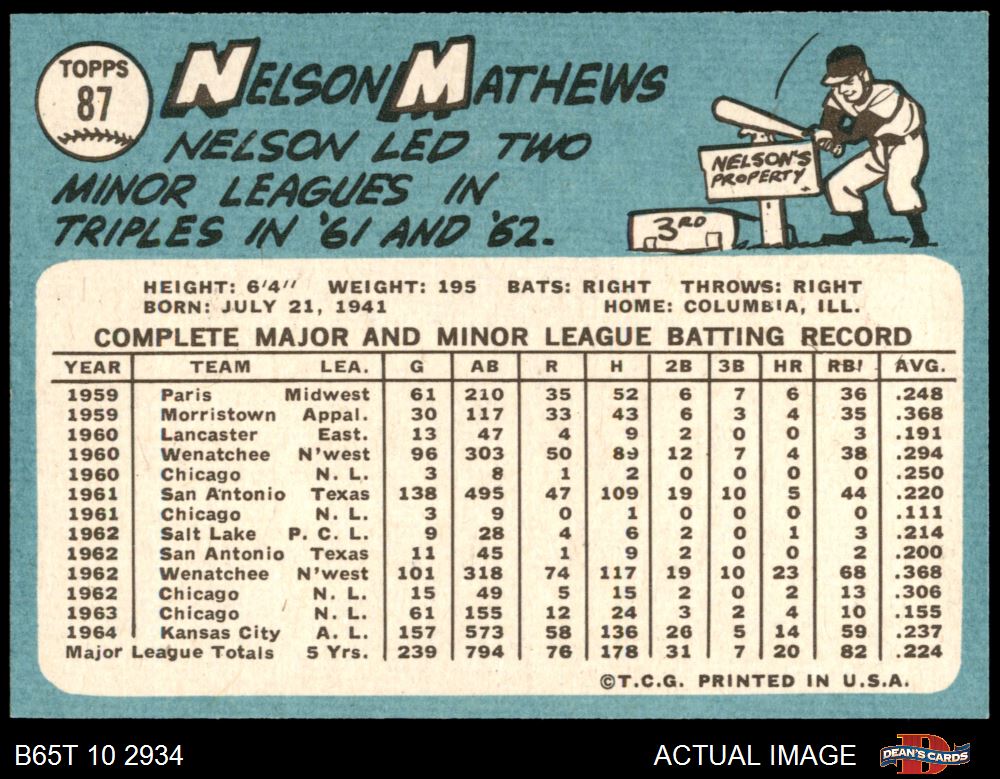 TOPPS
87
NELSON MATHEWS
NELSON LED TWO
MINOR LEAGUES IN
TRIPLES IN '61 AND '62.
NELSON'S
PROPERTY
3RD
HEIGHT: 6'4" WEIGHT: 195 BATS: RIGHT THROWS: RIGHT
BORN: JULY 21, 1941 HOME: COLUMBIA, ILL.
COMPLETE MAJOR AND MINOR LEAGUE BATTING RECORD
YEAR TEAM LEA. G AB R H 2B 3B HR RBI AVG.
1959 Paris Midwest 61 210 35 52 6 7 6 36 .248
1959 Morristown Appal. 30 117 33 43 6 3 4 35 .368
1960 Lancaster East. 13 47 4 9 2 0 0 3 .191
1960 Wenatchee N'west 96 303 50 89 12 7 4 38 .294
1960 Chicago N. L. 3 8 1 2 0 0 0 0 .250
1961 San Antonio Texas 138 495 47 109 19 10 5 44 .220
1961 Chicago N. L. 3 9 0 1 0 0 0 0 .111
1962 Salt Lake P. C. L. 9 28 4 6 2 0 1 3 .214
1962 San Antonio Texas 11 45 1 9 2 0 0 2 .200
1962 Wenatchee N'west 101 318 74 117 19 10 23 68 .368
1962 Chicago N. L. 15 49 5 15 2 0 2 13 .306
1963 Chicago N. L. 61 155 12 24 3 2 4 10 .155
1964 Kansas City A. L. 157 573 58 136 26 5 14 59 .237
Major League Totals 5 Yrs. 239 794 76 178 31 7 20 82 .224
©T.C.G. PRINTED IN U.S.A.
B65T 10 2934 ACTUAL IMAGE
DEAN'S CARDS